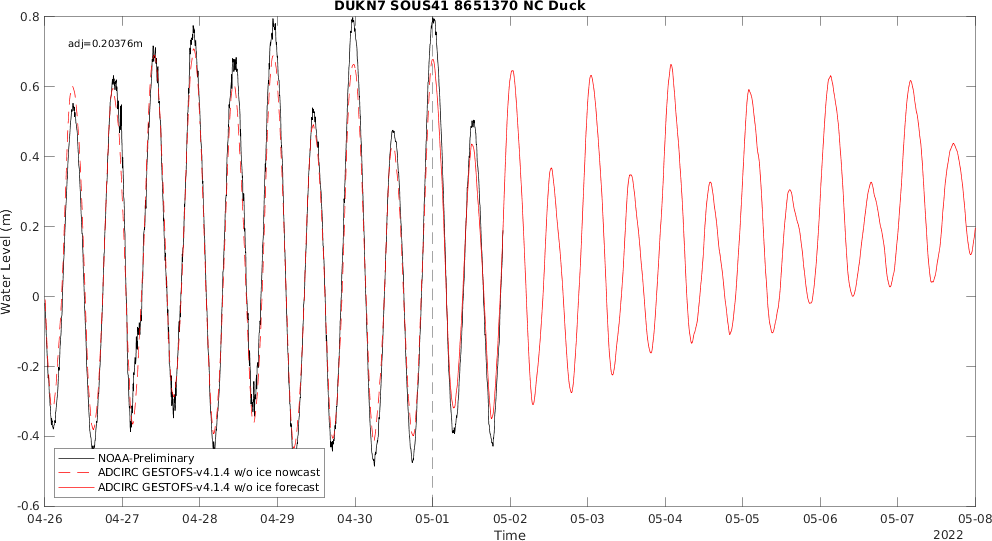 DUKN7 SOUS41 8651370 NC Duck
adj=0.20376m
0.8
0.6
0.4
0.2
0
-0.2
-0.4
-0.6
Water Level (m)
NOAA-Preliminary
ADCIRC GESTOFS-v4.1.4 w/o ice nowcast
ADCIRC GESTOFS-v4.1.4 w/o ice forecast
04-26 04-27 04-28 04-29 04-30 05-01 05-02 05-03 05-04 05-05 05-06 05-07 05-08
Time
2022